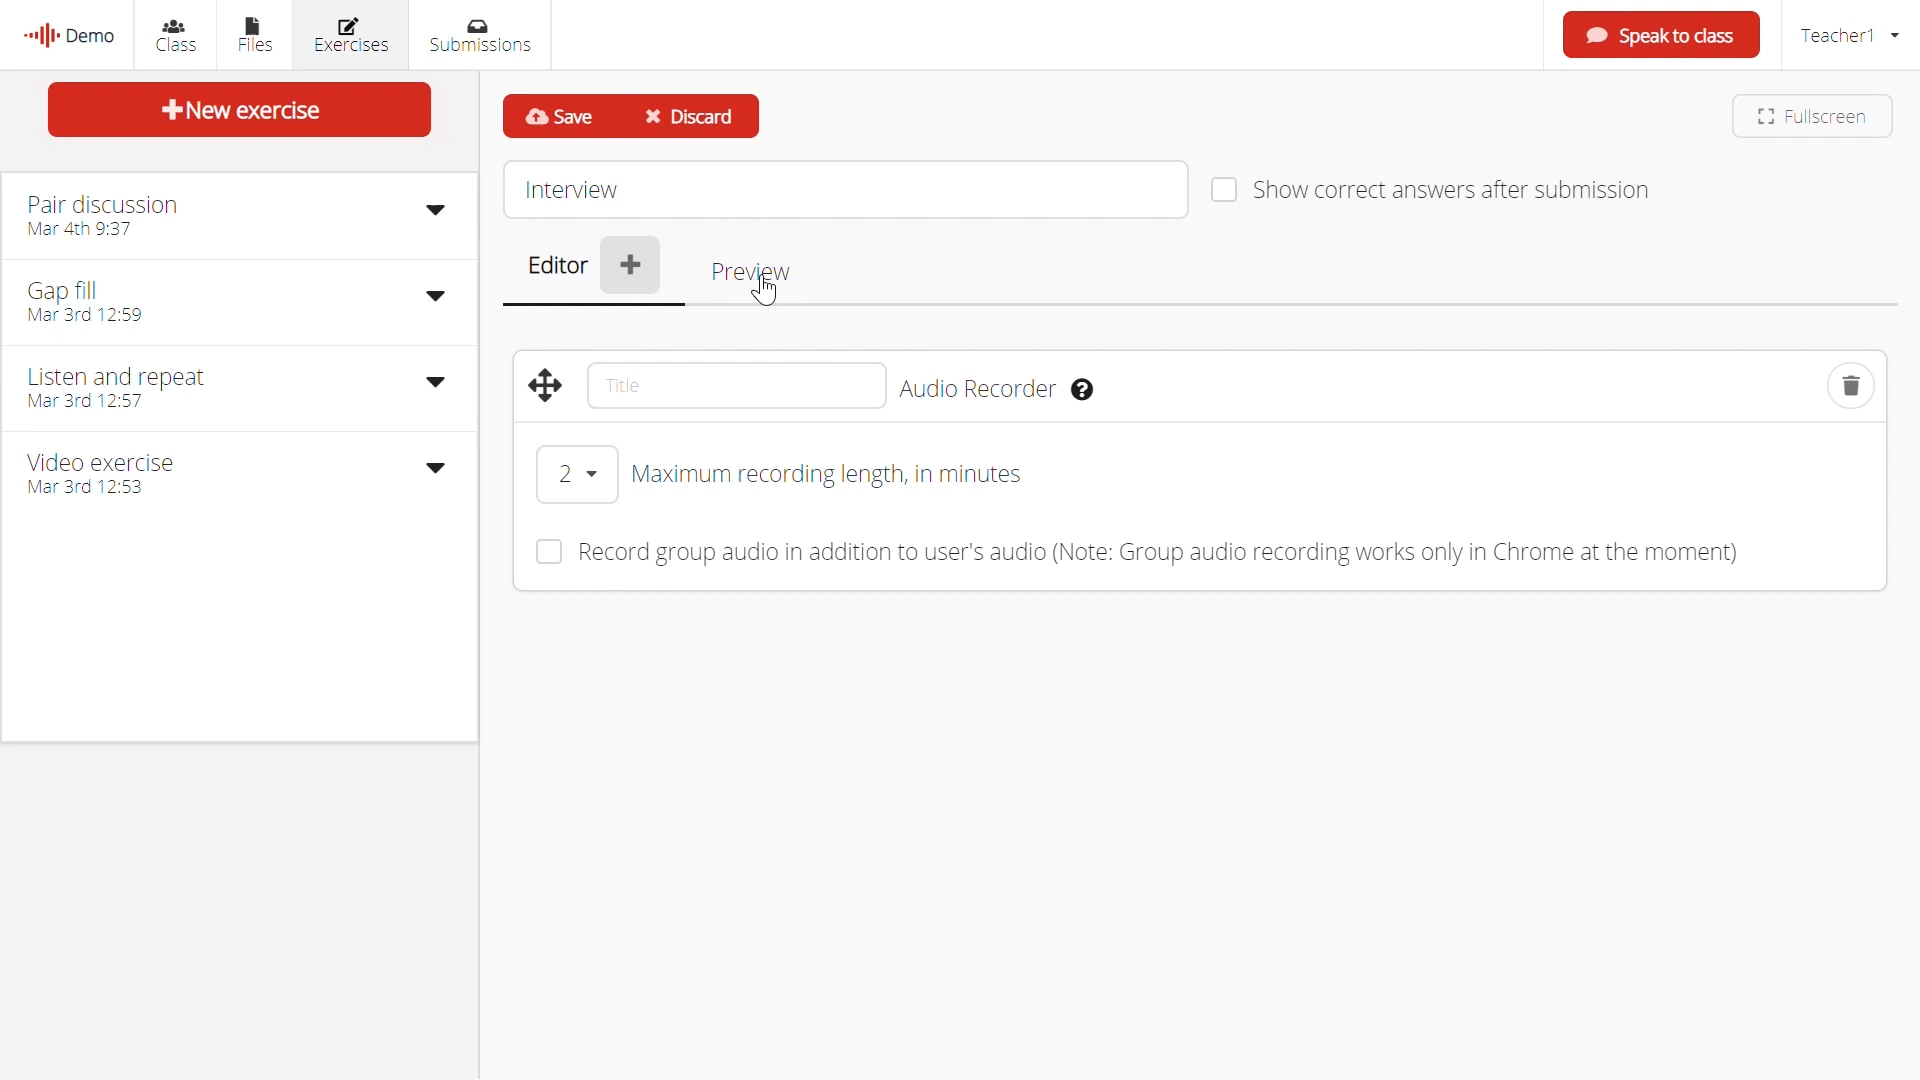 Demo
Class
Files
Exercises
Submissions
Speak to class
Teacher1
New exercise
Save
Discard
Fullscreen
Interview
Show correct answers after submission
Editor
Preview
Pair discussion
Mar 4th 9:37
Gap fill
Mar 3rd 12:59
Listen and repeat
Mar 3rd 12:57
Video exercise
Mar 3rd 12:53
Title
Audio Recorder
2
Maximum recording length, in minutes
Record group audio in addition to user's audio (Note: Group audio recording works only in Chrome at the moment)